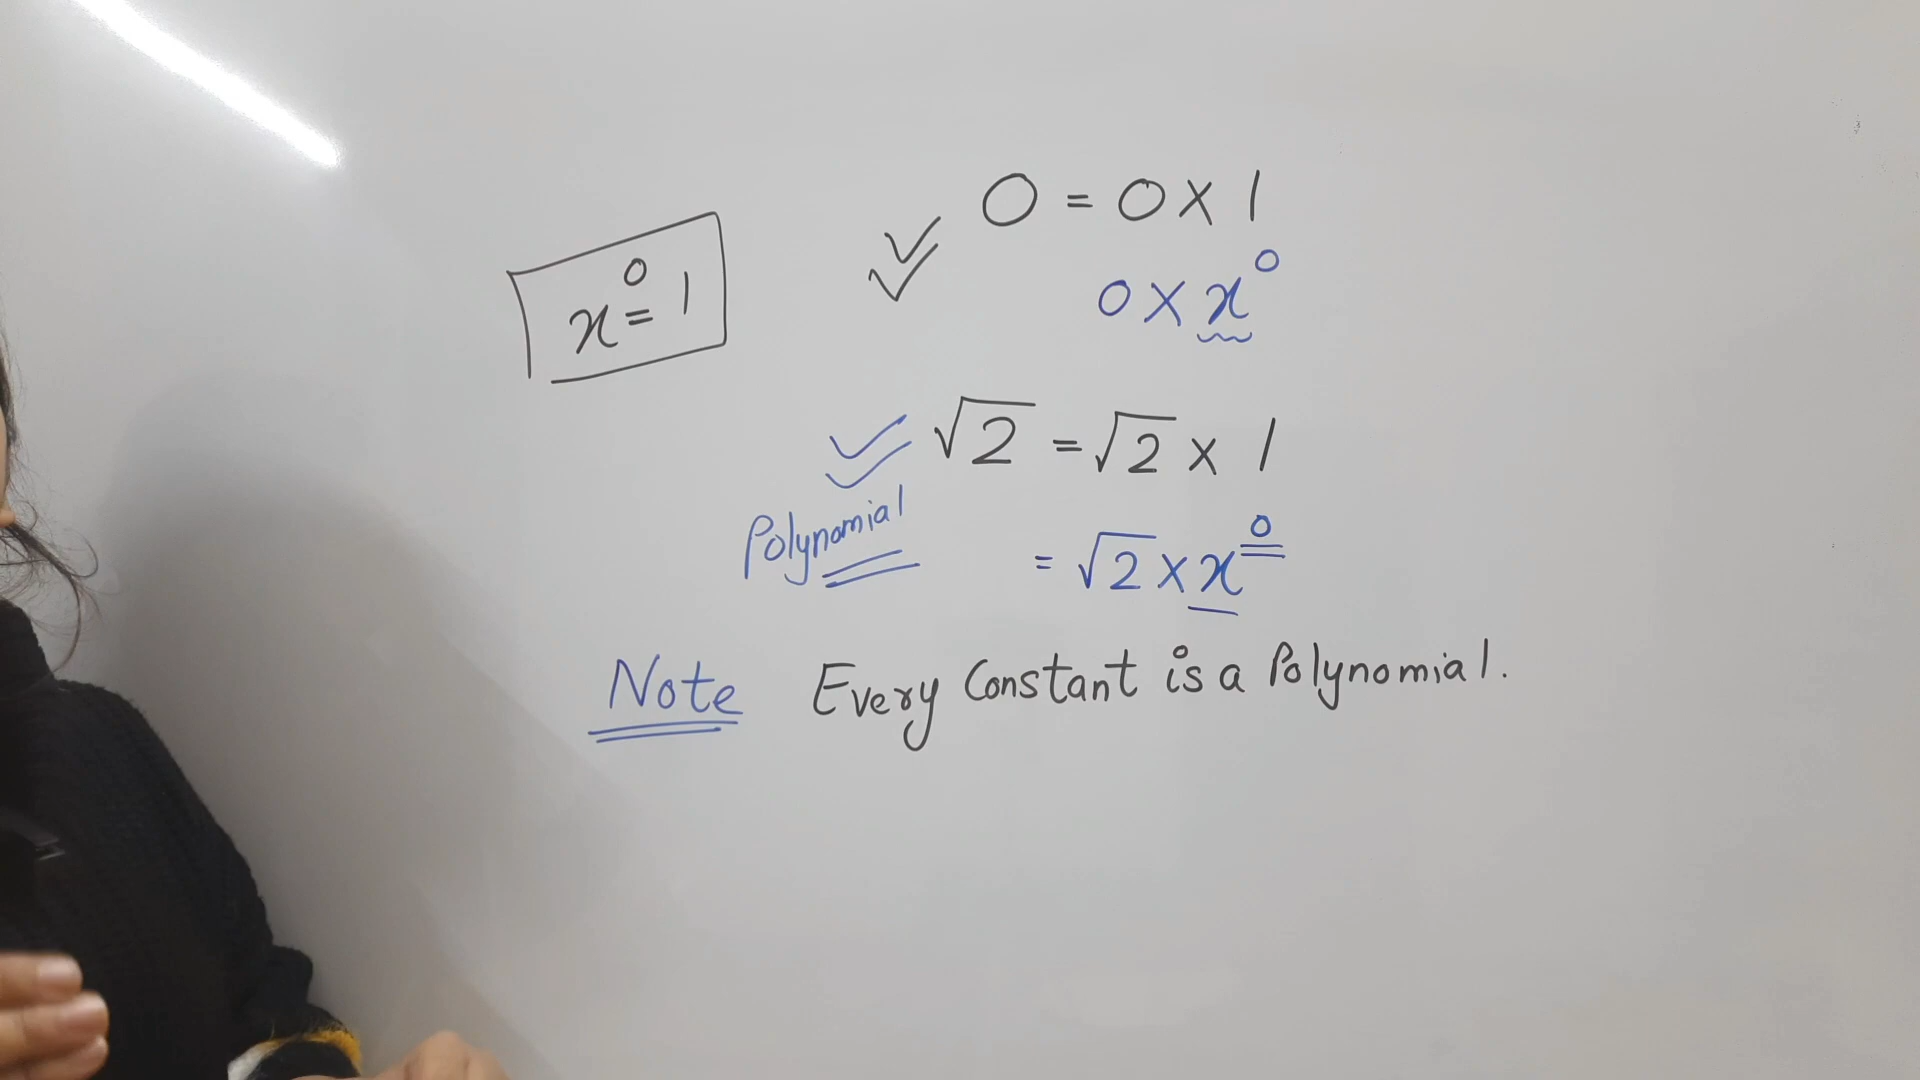 x⁰ = 1
0 = 0 × 1
0 × x⁰
√2 = √2 × 1
Polynomial
= √2 × x⁰
Note Every Constant is a Polynomial.